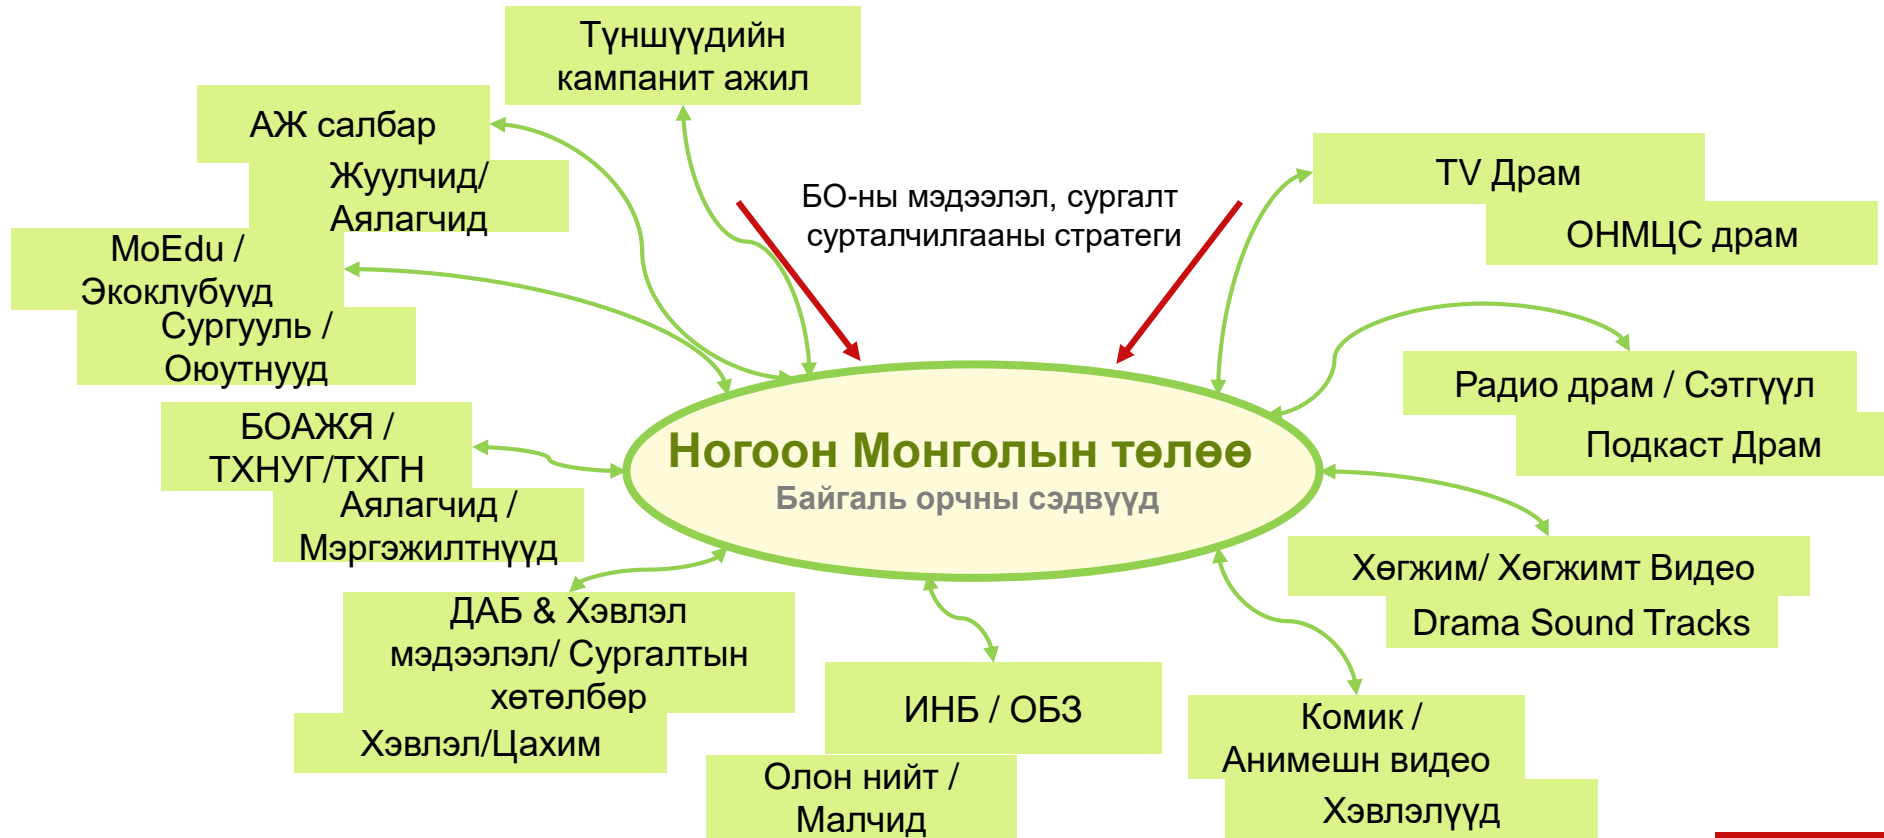 Түншүүдийн
кампанит ажил
АЖ салбар
Жуулчид/
Аялагчид
MoEdu /
Экоклубууд
Сургууль /
Оюутнууд
БОАЖЯ /
ТХНУГ/ТХГН
Аялагчид /
Мэргэжилтнүүд
ДАБ & Хэвлэл
мэдээлэл/ Сургалтын
хөтөлбөр
Хэвлэл/Цахим
БО-ны мэдээлэл, сургалт
сурталчилгааны стратеги
Ногоон Монголын төлөө
Байгаль орчны сэдвүүд
ИНБ / ОБЗ
Олон нийт /
Малчид
TV Драм
ОНМЦС драм
Радио драм / Сэтгүүл
Подкаст Драм
Хөгжим/ Хөгжимт Видео
Drama Sound Tracks
Комик /
Анимешн видео
Хэвлэлүүд